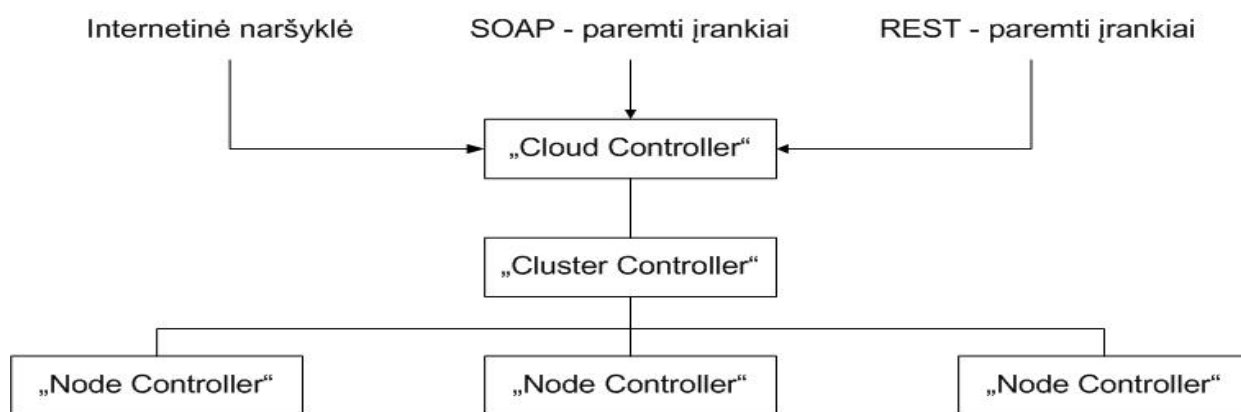 Internetinė naršyklė
SOAP - paremti įrankiai
REST - paremti įrankiai
„Cloud Controller“
„Cluster Controller“
„Node Controller“
„Node Controller“
„Node Controller“